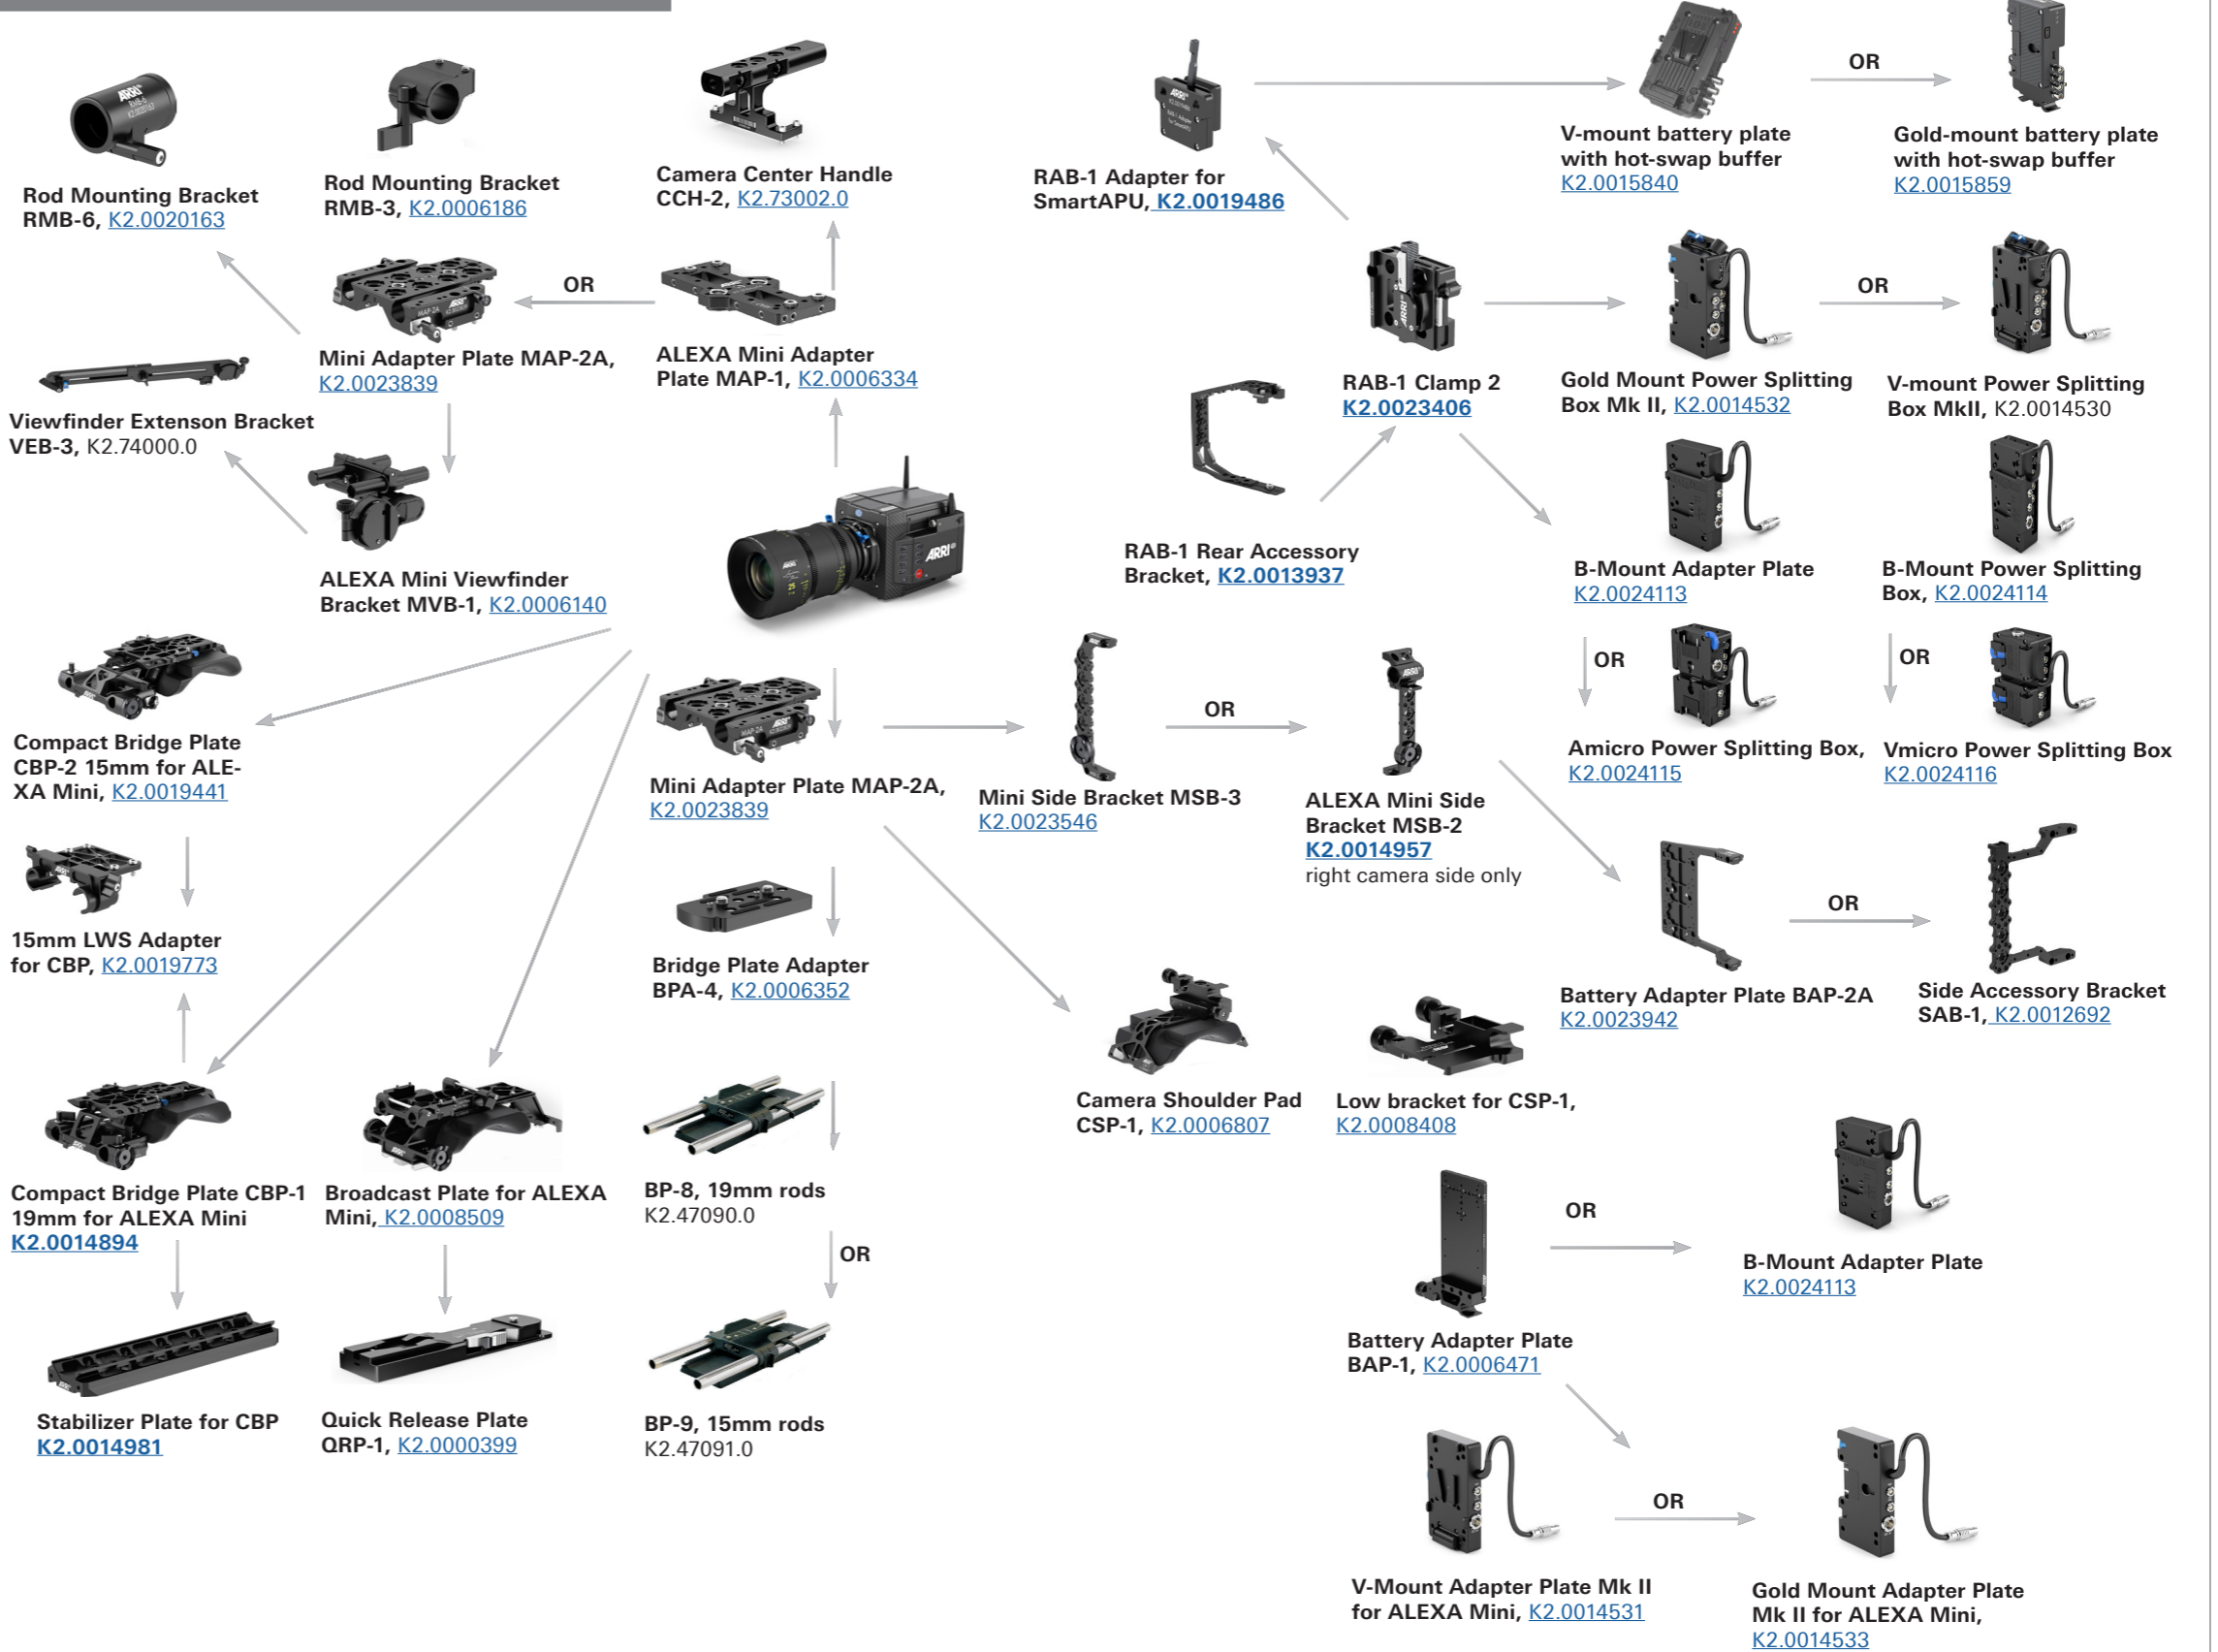 Rod Mounting Bracket
RMB-6, K2.0020163
Rod Mounting Bracket
RMB-3, K2.0006186
Camera Center Handle
CCH-2, K2.73002.0
RAB-1 Adapter for
SmartAPU, K2.0019486
V-mount battery plate
with hot-swap buffer
K2.0015840
OR
Gold-mount battery plate
with hot-swap buffer
K2.0015859
Mini Adapter Plate MAP-2A,
K2.0023839
OR
ALEXA Mini Adapter
Plate MAP-1, K2.0006334
RAB-1 Clamp 2
K2.0023406
Gold Mount Power Splitting
Box Mk II, K2.0014532
OR
V-mount Power Splitting
Box MkII, K2.0014530
Viewfinder Extenson Bracket
VEB-3, K2.74000.0
ALEXA Mini Viewfinder
Bracket MVB-1, K2.0006140
ARRI
RAB-1 Rear Accessory
Bracket, K2.0013937
B-Mount Adapter Plate
K2.0024113
B-Mount Power Splitting
Box, K2.0024114
OR
OR
Amicro Power Splitting Box,
K2.0024115
Vmicro Power Splitting Box
K2.0024116
Compact Bridge Plate
CBP-2 15mm for ALE-
XA Mini, K2.0019441
Mini Adapter Plate MAP-2A,
K2.0023839
Mini Side Bracket MSB-3
K2.0023546
OR
ALEXA Mini Side
Bracket MSB-2
K2.0014957
right camera side only
15mm LWS Adapter
for CBP, K2.0019773
Bridge Plate Adapter
BPA-4, K2.0006352
Battery Adapter Plate BAP-2A
K2.0023942
OR
Side Accessory Bracket
SAB-1, K2.0012692
Camera Shoulder Pad
CSP-1, K2.0006807
Low bracket for CSP-1,
K2.0008408
Compact Bridge Plate CBP-1
19mm for ALEXA Mini
K2.0014894
Broadcast Plate for ALEXA
Mini, K2.0008509
BP-8, 19mm rods
K2.47090.0
OR
BP-9, 15mm rods
K2.47091.0
Stabilizer Plate for CBP
K2.0014981
Quick Release Plate
QRP-1, K2.0000399
Battery Adapter Plate
BAP-1, K2.0006471
OR
B-Mount Adapter Plate
K2.0024113
V-Mount Adapter Plate Mk II
for ALEXA Mini, K2.0014531
OR
Gold Mount Adapter Plate
Mk II for ALEXA Mini,
K2.0014533